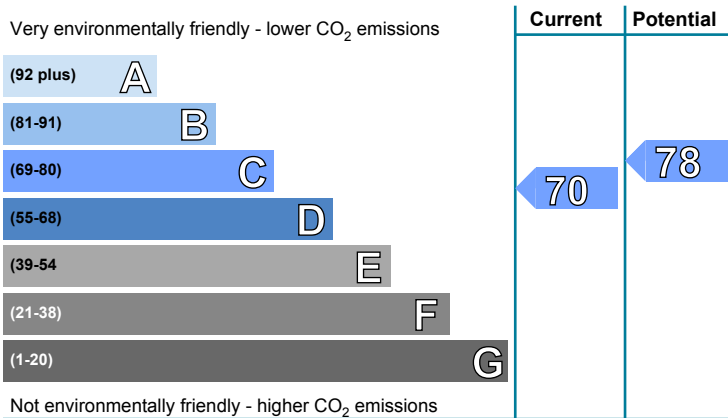 Very environmentally friendly - lower CO2 emissions
Current
Potential
(92 plus) A
(81-91) B
(69-80) C
(55-68) D
(39-54 E
(21-38) F
(1-20) G
70
78
Not environmentally friendly - higher CO2 emissions